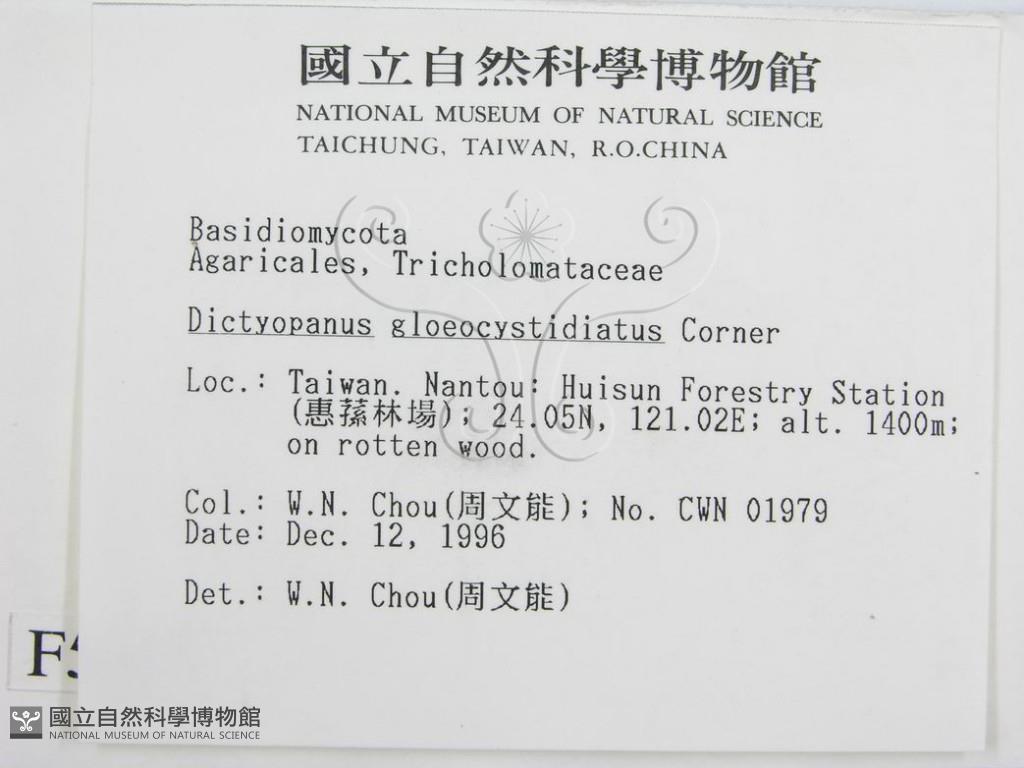 國立自然科學博物館
NATIONAL MUSEUM OF NATURAL SCIENCE
TAICHUNG, TAIWAN, R.O.CHINA
Basidiomycota
Agaricales, Tricholomataceae
Dictyopanus gloeocystidiatus Corner
Loc.: Taiwan. Nantou: Huisun Forestry Station
(惠蓀林場); 24.05N, 121.02E; alt. 1400m;
on rotten wood.
Col.: W.N. Chou(周文能); No. CWN 01979
Date: Dec. 12, 1996
Det.: W.N. Chou(周文能)
國立自然科學博物館
NATIONAL MUSEUM OF NATURAL SCIENCE